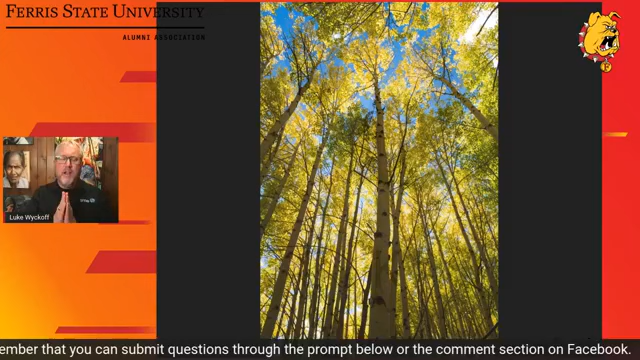 FERRIS STATE UNIVERSITY
ALUMNI ASSOCIATION
Luke Wyckoff
ember that you can submit questions through the prompt below or the comment section on Facebook.